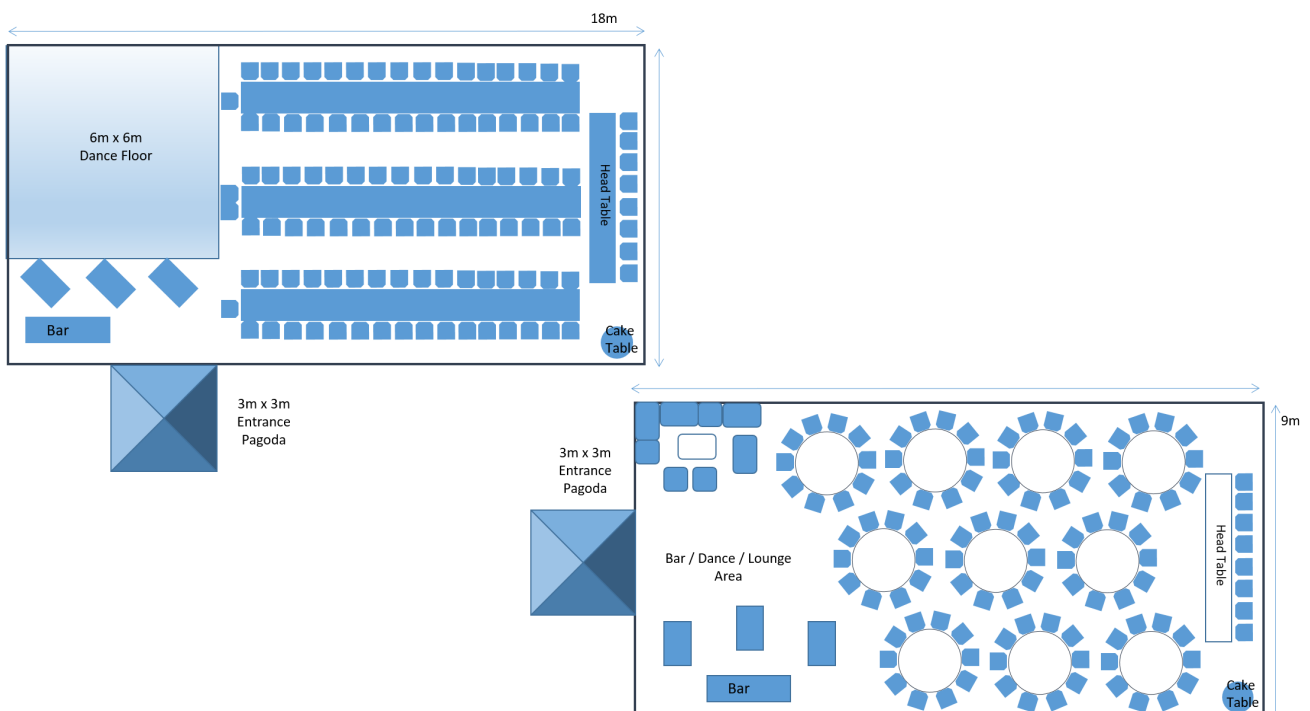 18m
6m x 6m
Dance Floor
Head Table
Bar
Cake
Table
3m x 3m
Entrance
Pagoda
9m
3m x 3m
Entrance
Pagoda
Bar / Dance / Lounge
Area
Head Table
Bar
Cake
Table